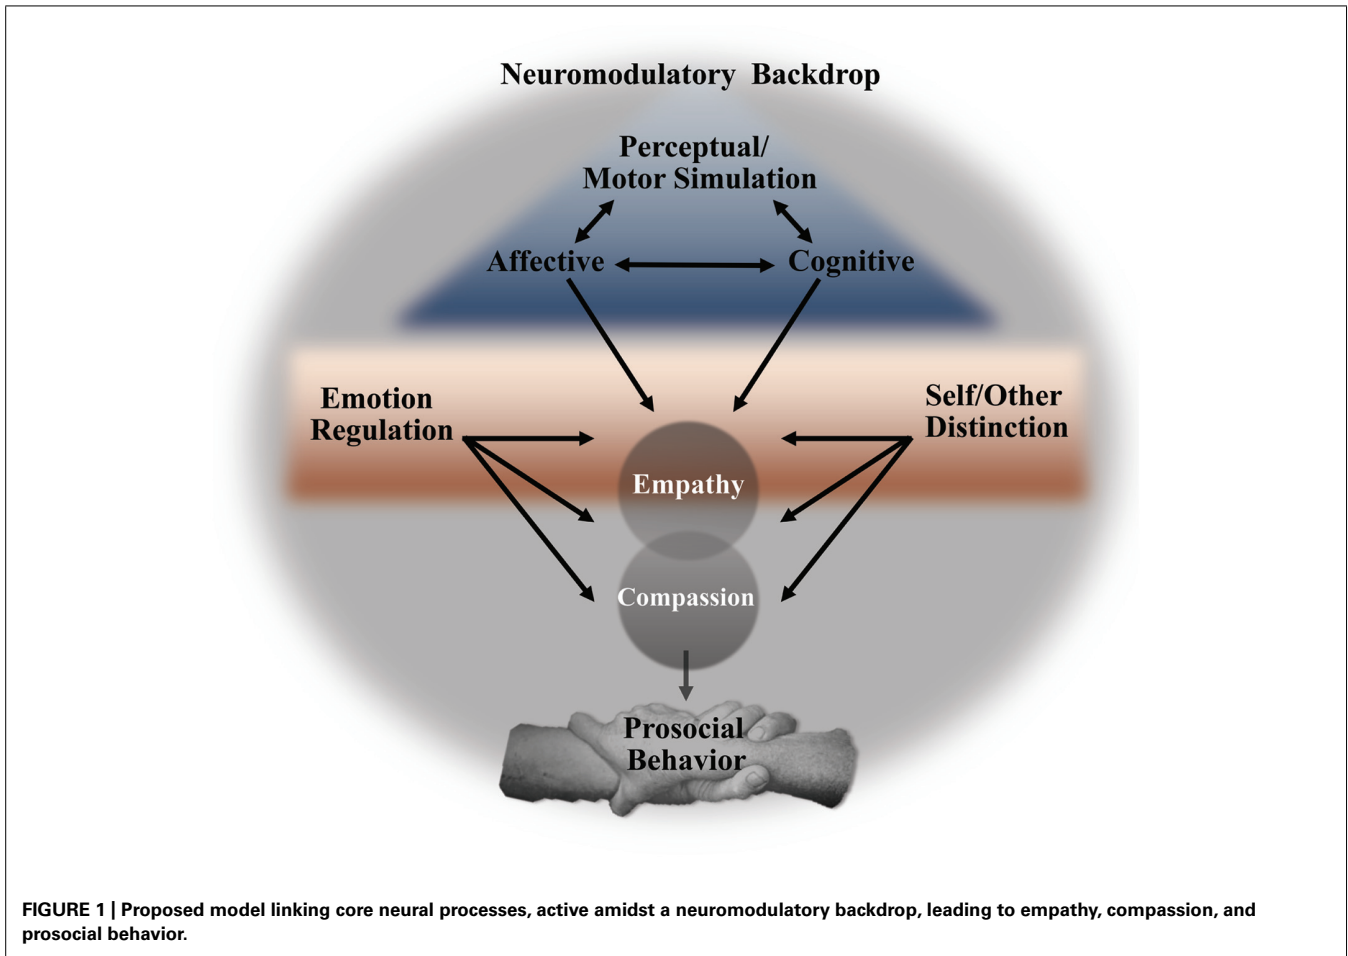 Neuromodulatory Backdrop
Perceptual/
Motor Simulation
Affective
Cognitive
Emotion
Regulation
Self/Other
Distinction
Empathy
Compassion
Prosocial
Behavior
FIGURE 1 | Proposed model linking core neural processes, active amidst a neuromodulatory backdrop, leading to empathy, compassion, and
prosocial behavior.